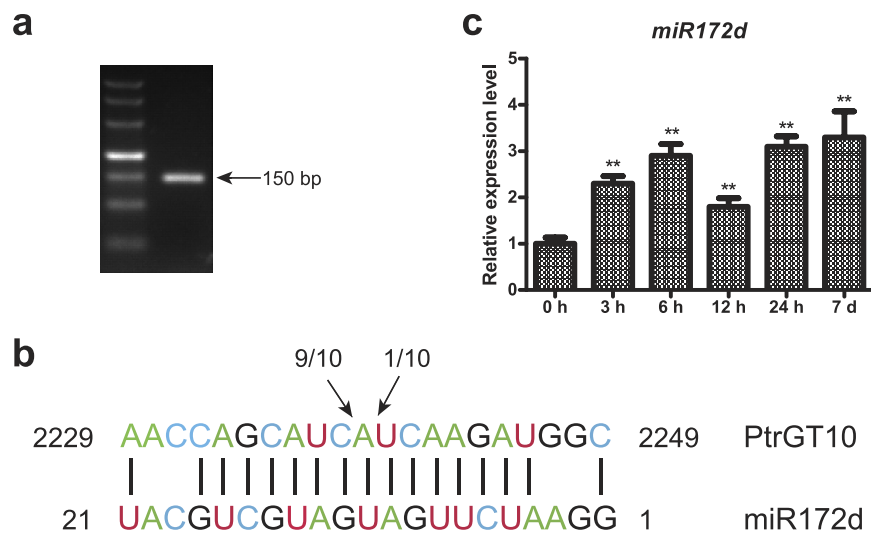 a
150 bp
c
miR172d
Relative expression level
5
4
3
2
1
0
**
**
**
**
**
0 h 3 h 6 h 12 h 24 h 7 d
b
9/10 1/10
2229 AACCAGCAUCAUCAAGAUGGC 2249 PtrGT10
21 UACGUCGUAGUAGUUCUAAGG 1 miR172d